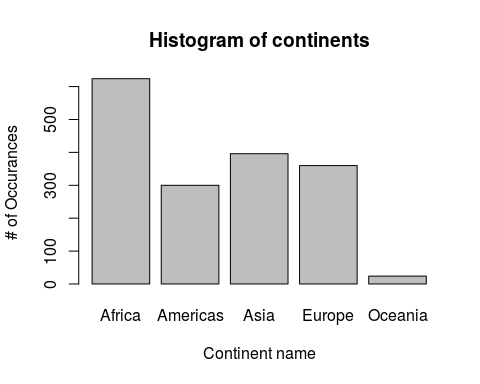 Histogram of continents
# of Occurances
500
300
100
0
Africa Americas Asia Europe Oceania
Continent name